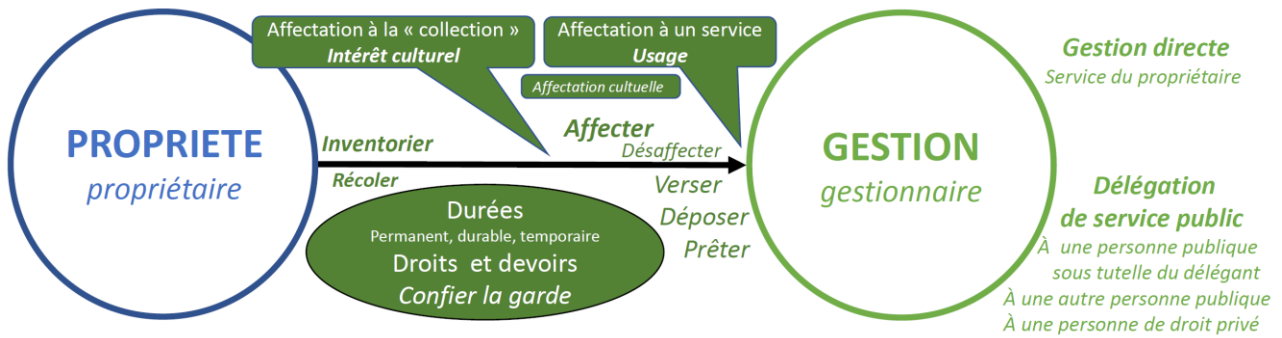 Affectation à la « collection »
Intérêt culturel
Affectation à un service
Usage
Affectation cultuelle
PROPRIETE
propriétaire
Inventorier
Récoler
Affecter
Désaffecter
Verser
Déposer
Prêter
Durées
Permanent, durable, temporaire
Droits et devoirs
Confier la garde
GESTION
gestionnaire
Gestion directe
Service du propriétaire
Délégation
de service public
À une personne publique
sous tutelle du délégant
À une autre personne publique
À une personne de droit privé